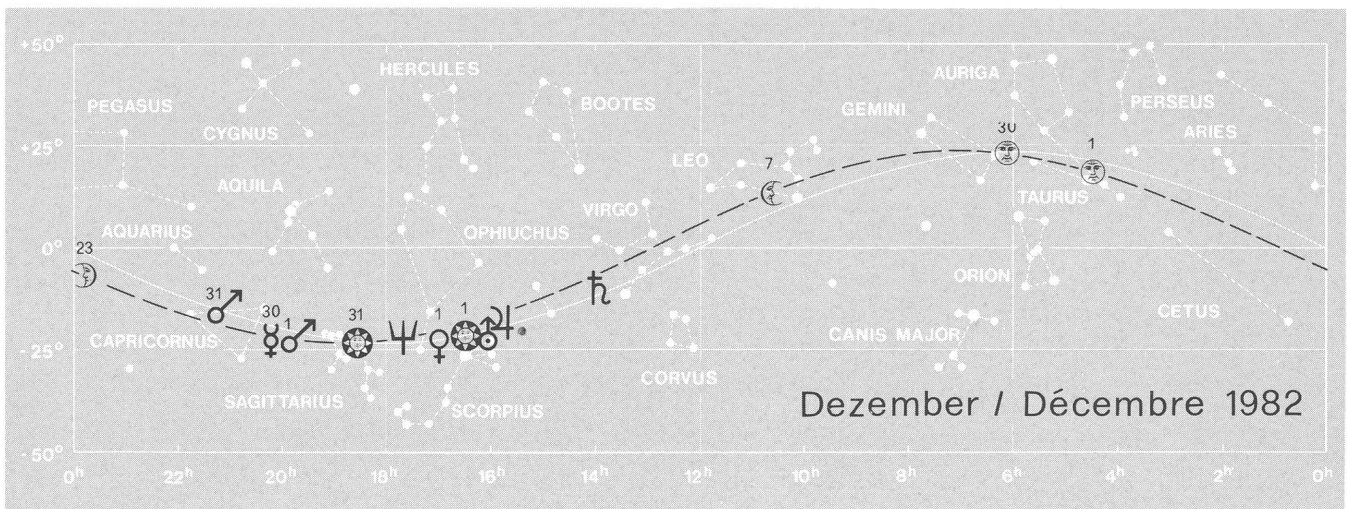 +50°
HERCULES
AURIGA
PEGASUS
BOOTES
GEMINI
PERSEUS
CYGNUS
30
ARIES
+25°
1
LEO
7
AQUILA
TAURUS
VIRGO
AQUARIUS
OPHIUCHUS
0°
23
ORION
31
30
1
31
1
1
CETUS
CAPRICORNUS
CANIS MAJOR
-25°
CORVUS
SAGITTARIUS
SCORPIUS
Dezember / Décembre 1982
-50°
0h 22h 20h 18h 16h 14h 12h 10h 8h 6h 4h 2h 0h